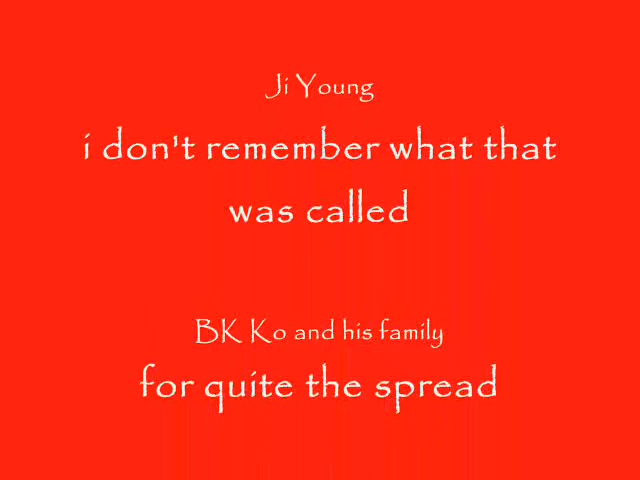 Ji Young
i don't remember what that
was called
BK Ko and his family
for quite the spread